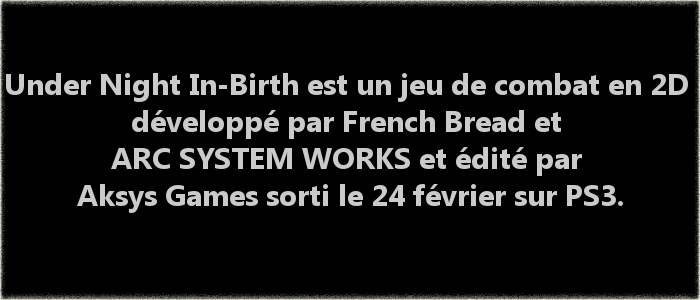 Under Night In-Birth est un jeu de combat en 2D
développé par French Bread et
ARC SYSTEM WORKS et édité par
Aksys Games sorti le 24 février sur PS3.